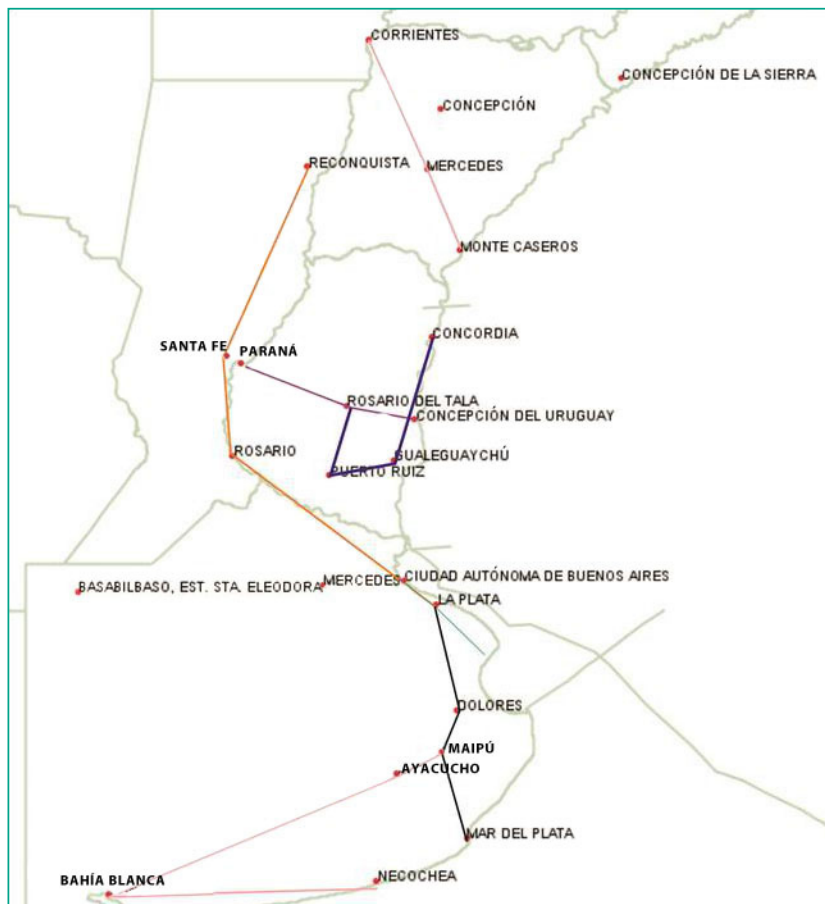 CORRIENTES
CONCEPCIÓN DE LA SIERRA
CONCEPCIÓN
RECONQUISTA
MERCEDES
MONTE CASEROS
CONCORDIA
SANTA FE
PARANÁ
ROSARIO DEL TALA
CONCEPCIÓN DEL URUGUAY
ROSARIO
GUALEGUAYCHÚ
PUERTO RUIZ
CIUDAD AUTÓNOMA DE BUENOS AIRES
MERCEDES
BASABILBASO, EST. STA. ELEODORA
LA PLATA
DOLORES
MAIPÚ
AYACUCHO
MAR DEL PLATA
NECOCHEA
BAHÍA BLANCA